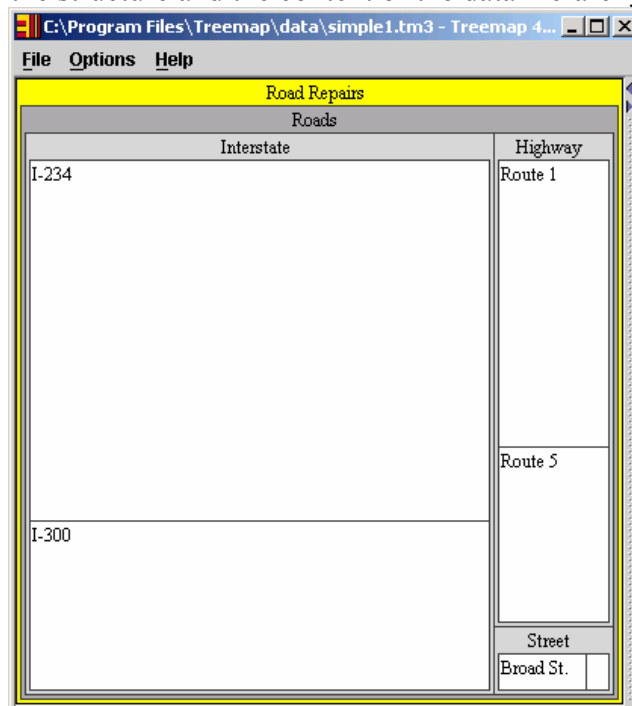 C:\Program Files\Treemap\data\simple1.tm3 - Treemap 4...
File Options Help
Road Repairs
Roads
Interstate
Highway
I-234
Route 1
Route 5
I-300
Street
Broad St.